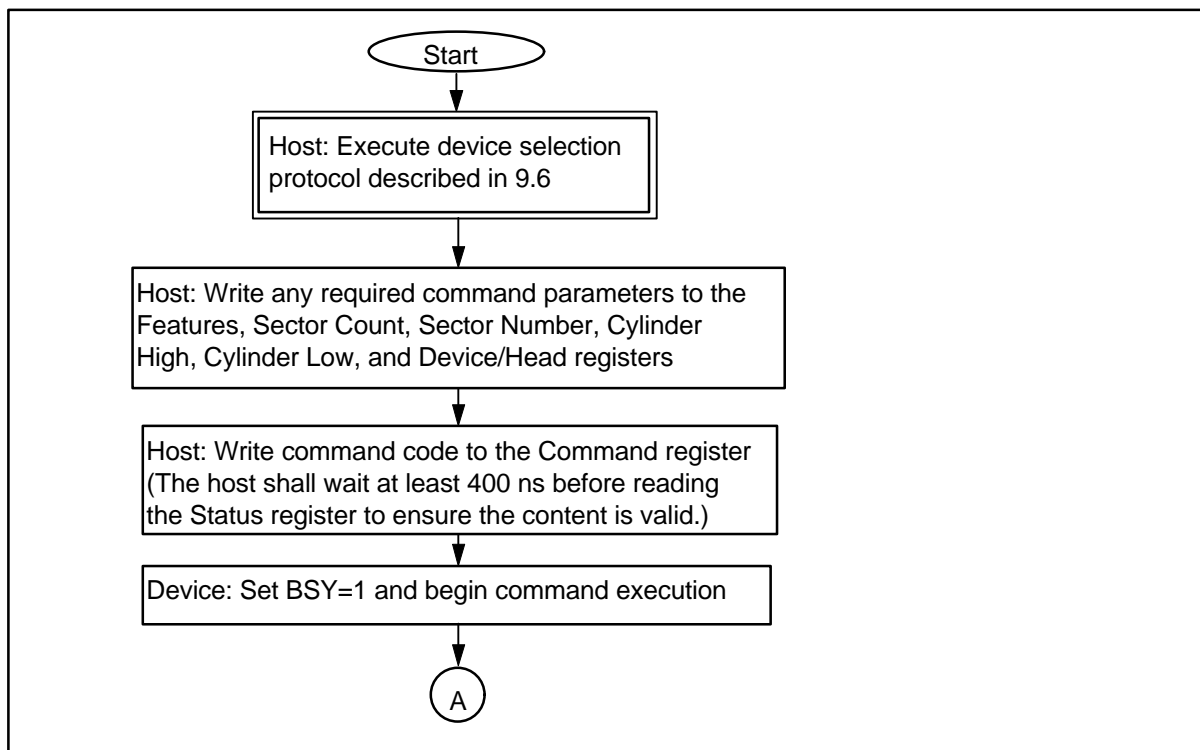 Start
Host: Execute device selection
protocol described in 9.6
Host: Write any required command parameters to the
Features, Sector Count, Sector Number, Cylinder
High, Cylinder Low, and Device/Head registers
Host: Write command code to the Command register
(The host shall wait at least 400 ns before reading
the Status register to ensure the content is valid.)
Device: Set BSY=1 and begin command execution
A